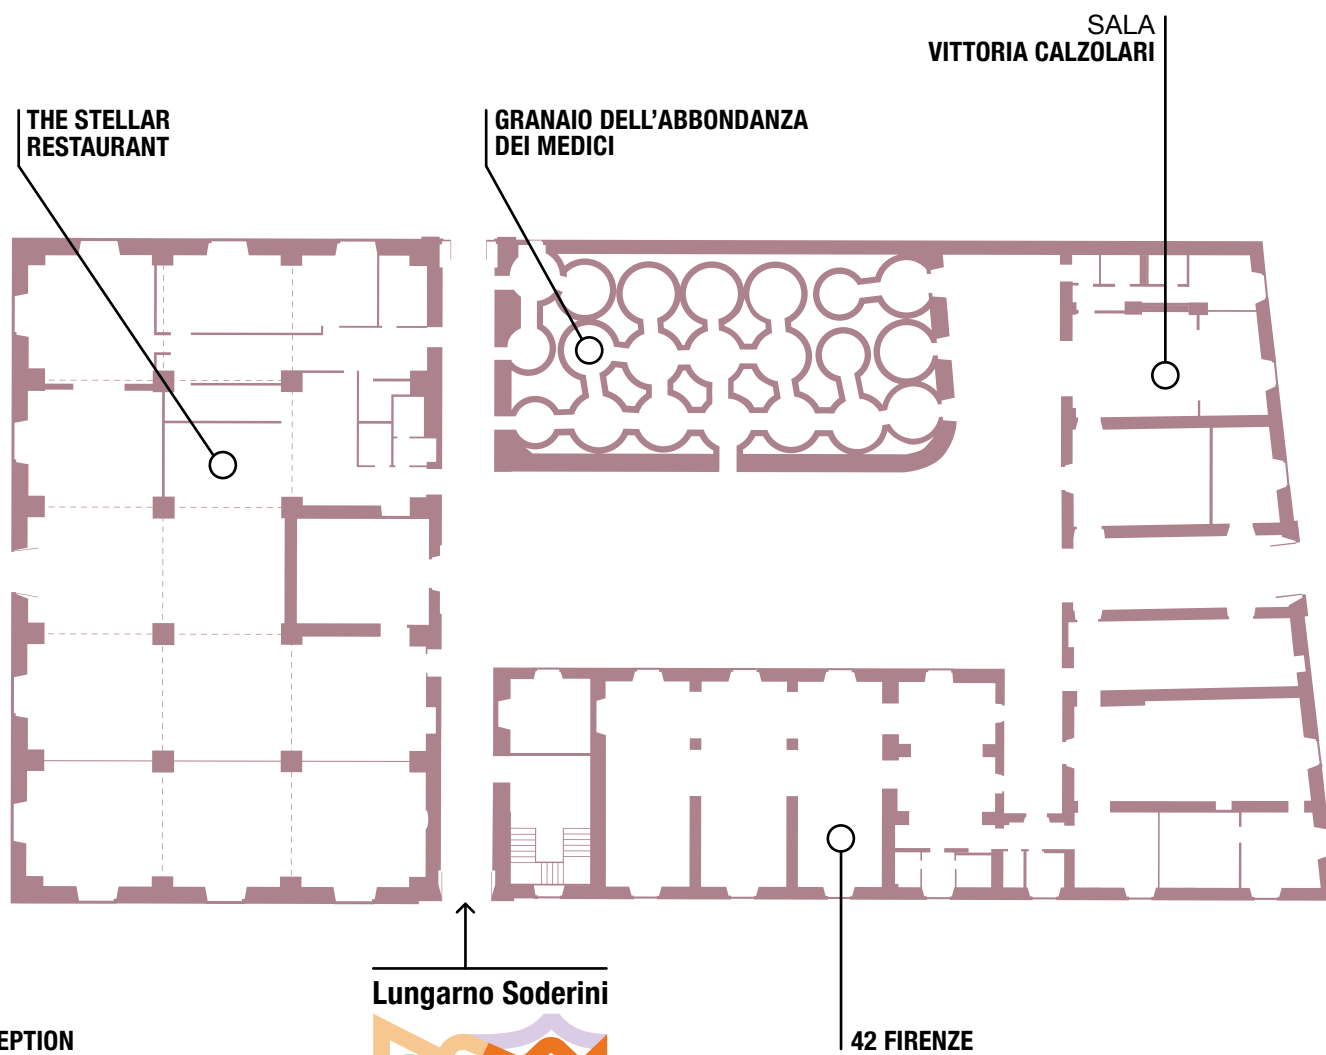 SALA
VITTORIA CALZOLARI
THE STELLAR
RESTAURANT
GRANAIO DELL'ABBONDANZA
DEI MEDICI
Lungarno Soderini
EPTION
42 FIRENZE